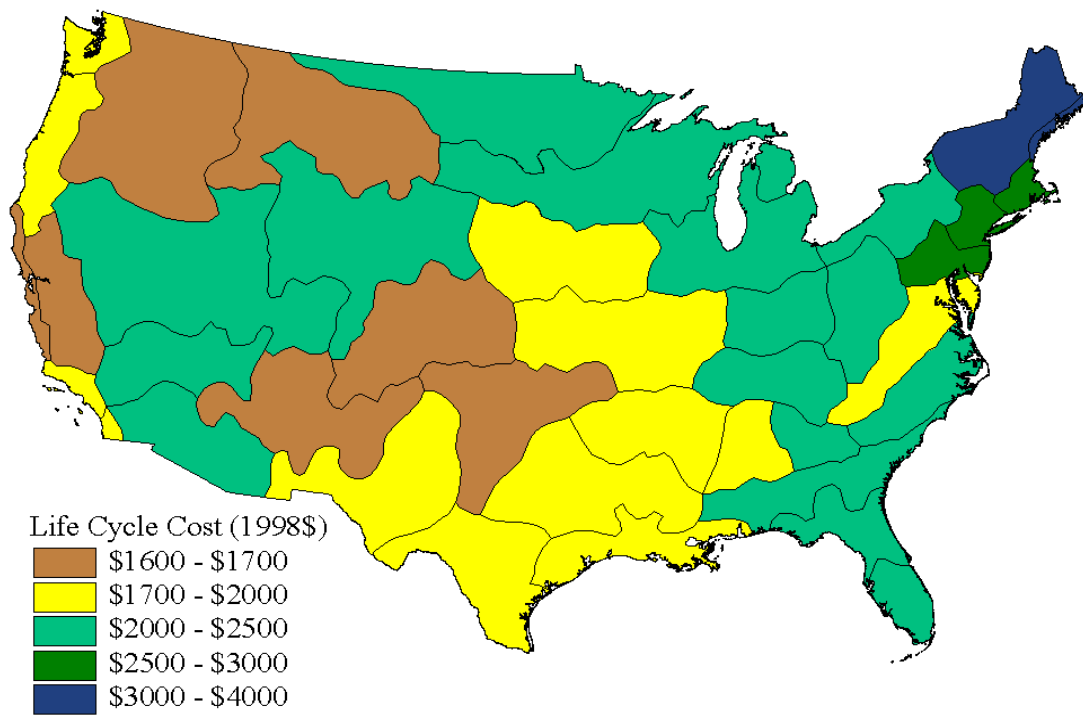 Life Cycle Cost (1998$)
$1600 - $1700
$1700 - $2000
$2000 - $2500
$2500 - $3000
$3000 - $4000